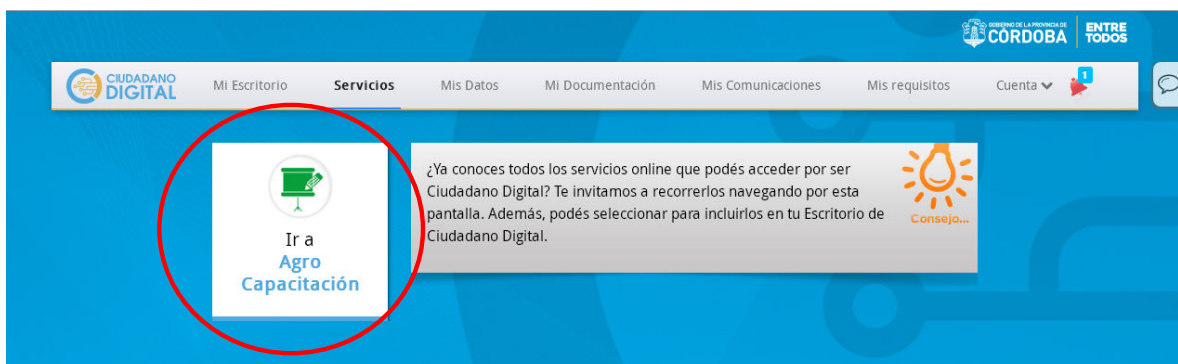 GOBIERNO DE LA PROVINCIA DE
CÓRDOBA
ENTRE
TODOS
CIUDADANO
DIGITAL
Mi Escritorio
Servicios
Mis Datos
Mi Documentación
Mis Comunicaciones
Mis requisitos
Cuenta
1
Ir a
Agro
Capacitación
¿Ya conoces todos los servicios online que podés acceder por ser
Ciudadano Digital? Te invitamos a recorrerlos navegando por esta
pantalla. Además, podés seleccionar para incluirlos en tu Escritorio de
Ciudadano Digital.
Consejo...